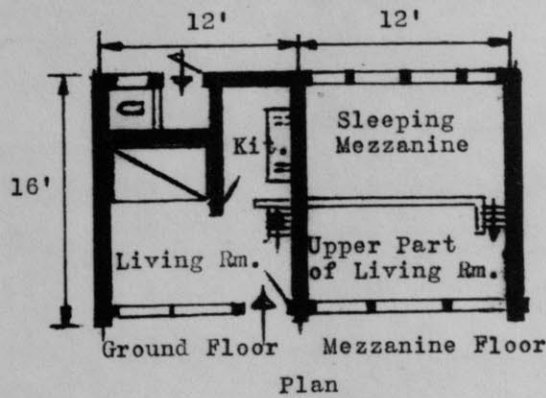 12' 12'
16'
Kit.
Sleeping
Mezzanine
Living Rm.
Upper Part
of Living Rm.
Ground Floor Mezzanine Floor
Plan